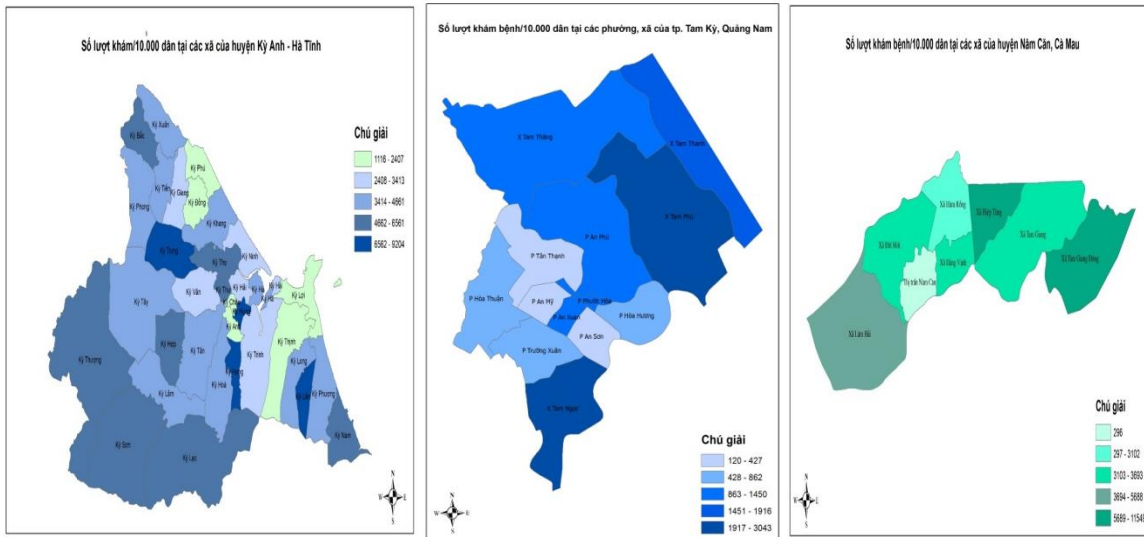 Số lượt khám/10.000 dân tại các xã của huyện Kỳ Anh - Hà Tĩnh
Kỳ Xuân
Kỳ Bắc
Kỳ Phú
Kỳ Tiến
Kỳ Giang
Kỳ Đồng
Kỳ Phong
Kỳ Khang
Kỳ Trung
Kỳ Thọ
Kỳ Ninh
Kỳ Hải
Kỳ Hà
Kỳ Lợi
Kỳ Văn
Kỳ Tây
Kỳ Thịnh
Kỳ Hợp
Kỳ Tân
Kỳ Trinh
Kỳ Long
Kỳ Thượng
Kỳ Hoa
Kỳ Phương
Kỳ Lâm
Kỳ Nam
Kỳ Sơn
Kỳ Lạc
Chú giải
1116 - 2407
2408 - 3413
3414 - 4661
4662 - 6561
6562 - 9204
N
W
E
S
Số lượt khám bệnh/10.000 dân tại các phường, xã của tp. Tam Kỳ, Quảng Nam
X Tam Thăng
X Tam Thanh
X Tam Phú
P An Phú
P Tân Thạnh
P Hòa Thuận
P An Mỹ
P Phước Hòa
P An Xuân
P Hòa Hương
P An Sơn
P Trường Xuân
X Tam Ngọc
Chú giải
120 - 427
428 - 862
863 - 1450
1451 - 1916
1917 - 3043
N
W
E
S
Số lượt khám bệnh/10.000 dân tại các xã của huyện Năm Căn, Cà Mau
Xã Hàm Rồng
Xã Hiệp Tùng
Xã Tam Giang
Xã Đất Mới
Xã Hàng Vịnh
Xã Tam Giang Đông
Thị trấn Năm Căn
Xã Lâm Hải
Chú giải
296
297 - 3102
3103 - 3693
3694 - 5688
5689 - 11549
N
W
E
S